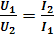 U₁/U₂ = I₂/I₁